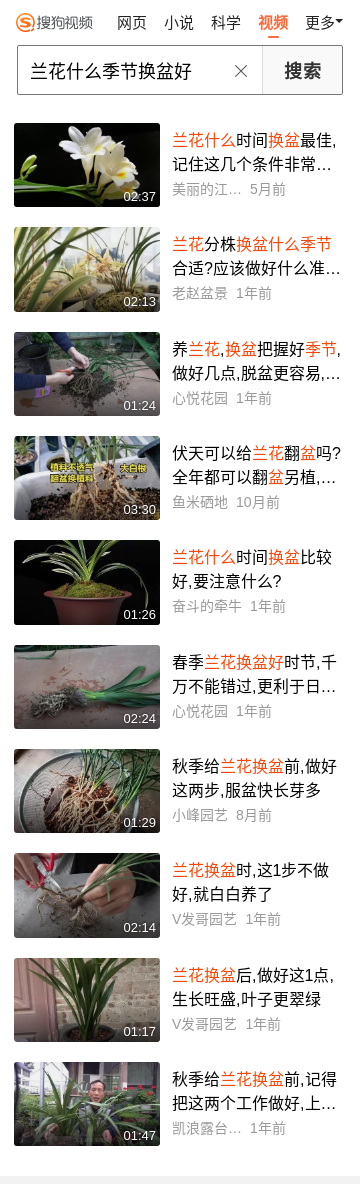 搜狗视频 网页 小说 科学 视频 更多
兰花什么季节换盆好 搜索
兰花什么时间换盆最佳,
记住这几个条件非常…
02:37
美丽的江… 5月前
兰花分株换盆什么季节
合适?应该做好什么准…
02:13
老赵盆景 1年前
养兰花,换盆把握好季节,
做好几点,脱盆更容易,…
01:24
心悦花园 1年前
伏天可以给兰花翻盆吗?
植料不透气 大白根
翻盆换植料
全年都可以翻盆另植,…
03:30
鱼米硒地 10月前
兰花什么时间换盆比较
好,要注意什么?
01:26
奋斗的牵牛 1年前
春季兰花换盆好时节,千
万不能错过,更利于日…
02:24
心悦花园 1年前
秋季给兰花换盆前,做好
这两步,服盆快长芽多
01:29
小峰园艺 8月前
兰花换盆时,这1步不做
好,就白白养了
02:14
V发哥园艺 1年前
兰花换盆后,做好这1点,
生长旺盛,叶子更翠绿
01:17
V发哥园艺 1年前
秋季给兰花换盆前,记得
把这两个工作做好,上…
01:47
凯浪露台… 1年前